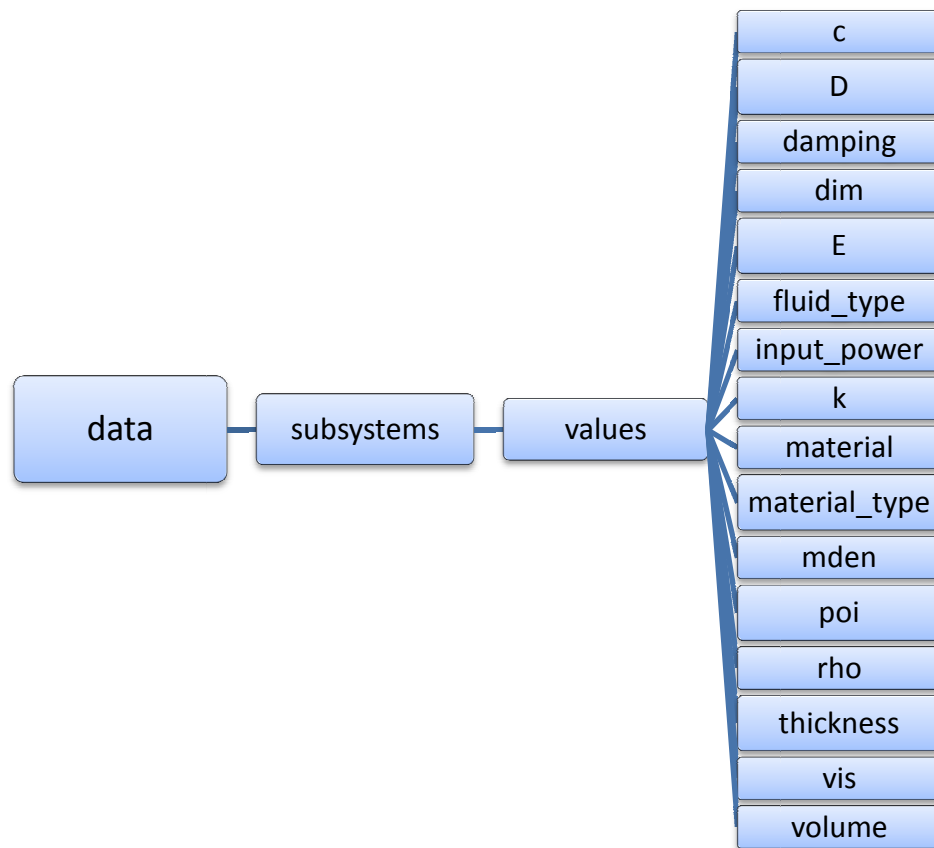 data
subsystems
values
c
D
damping
dim
E
fluid_type
input_power
k
material
material_type
mden
poi
rho
thickness
vis
volume